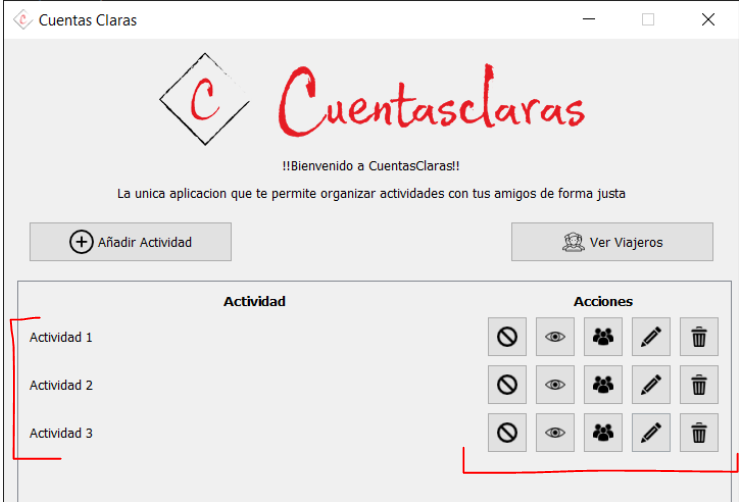 Cuentas Claras
C Cuentasclaras
!!Bienvenido a CuentasClaras!!
La unica aplicacion que te permite organizar actividades con tus amigos de forma justa
Añadir Actividad Ver Viajeros
Actividad Acciones
Actividad 1
Actividad 2
Actividad 3